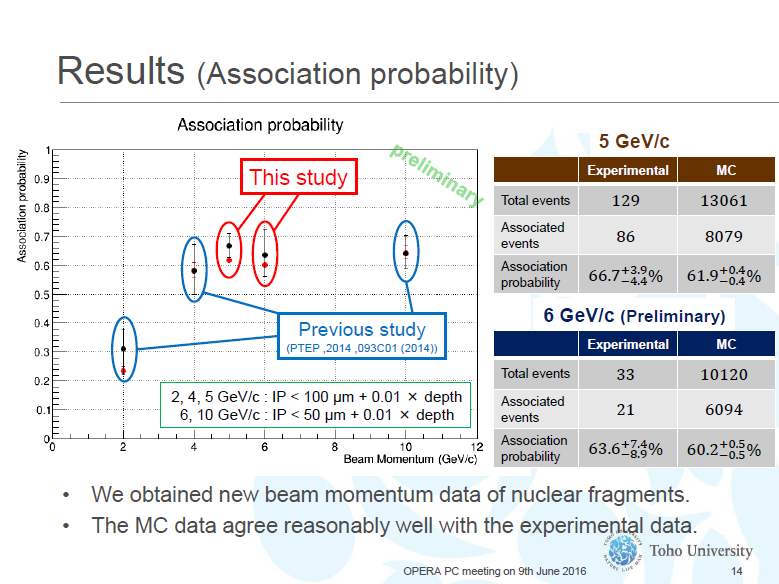 Results (Association probability)
Association probability
Association probability
1
0.9
0.8
0.7
0.6
0.5
0.4
0.3
0.2
0.1
0
0 2 4 6 8 10 12
Beam Momentum (GeV/c)
preliminary
This study
Previous study
(PTEP ,2014 ,093C01 (2014))
2, 4, 5 GeV/c : IP < 100 μm + 0.01 × depth
6, 10 GeV/c : IP < 50 μm + 0.01 × depth
5 GeV/c
Experimental MC
Total events 129 13061
Associated
events 86 8079
Association
probability 66.7+3.9−4.4% 61.9+0.4−0.4%
6 GeV/c (Preliminary)
Experimental MC
Total events 33 10120
Associated
events 21 6094
Association
probability 63.6+7.4−8.9% 60.2+0.5−0.5%
• We obtained new beam momentum data of nuclear fragments.
• The MC data agree reasonably well with the experimental data.
Toho University
OPERA PC meeting on 9th June 2016
14